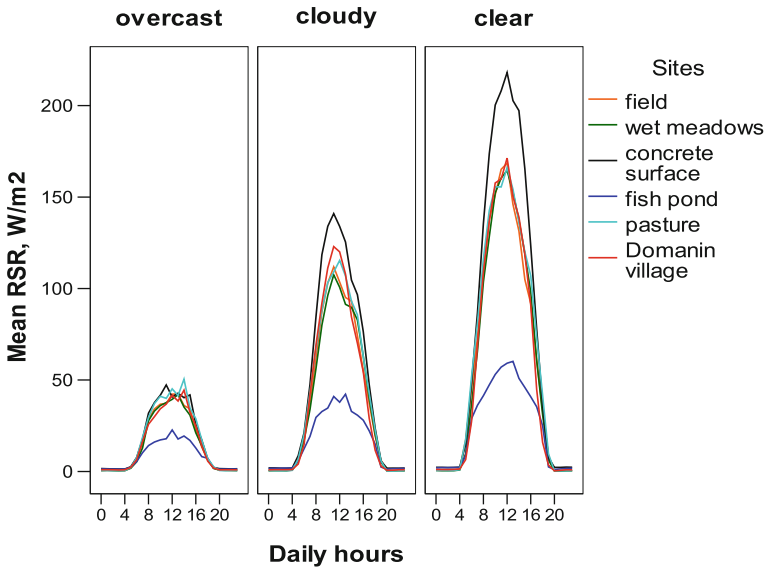 overcast
cloudy
clear
Mean RSR, W/m2
200
150
100
50
0
0 4 8 12 16 20
0 4 8 12 16 20
0 4 8 12 16 20
Daily hours
Sites
field
wet meadows
concrete
surface
fish pond
pasture
Domanin
village